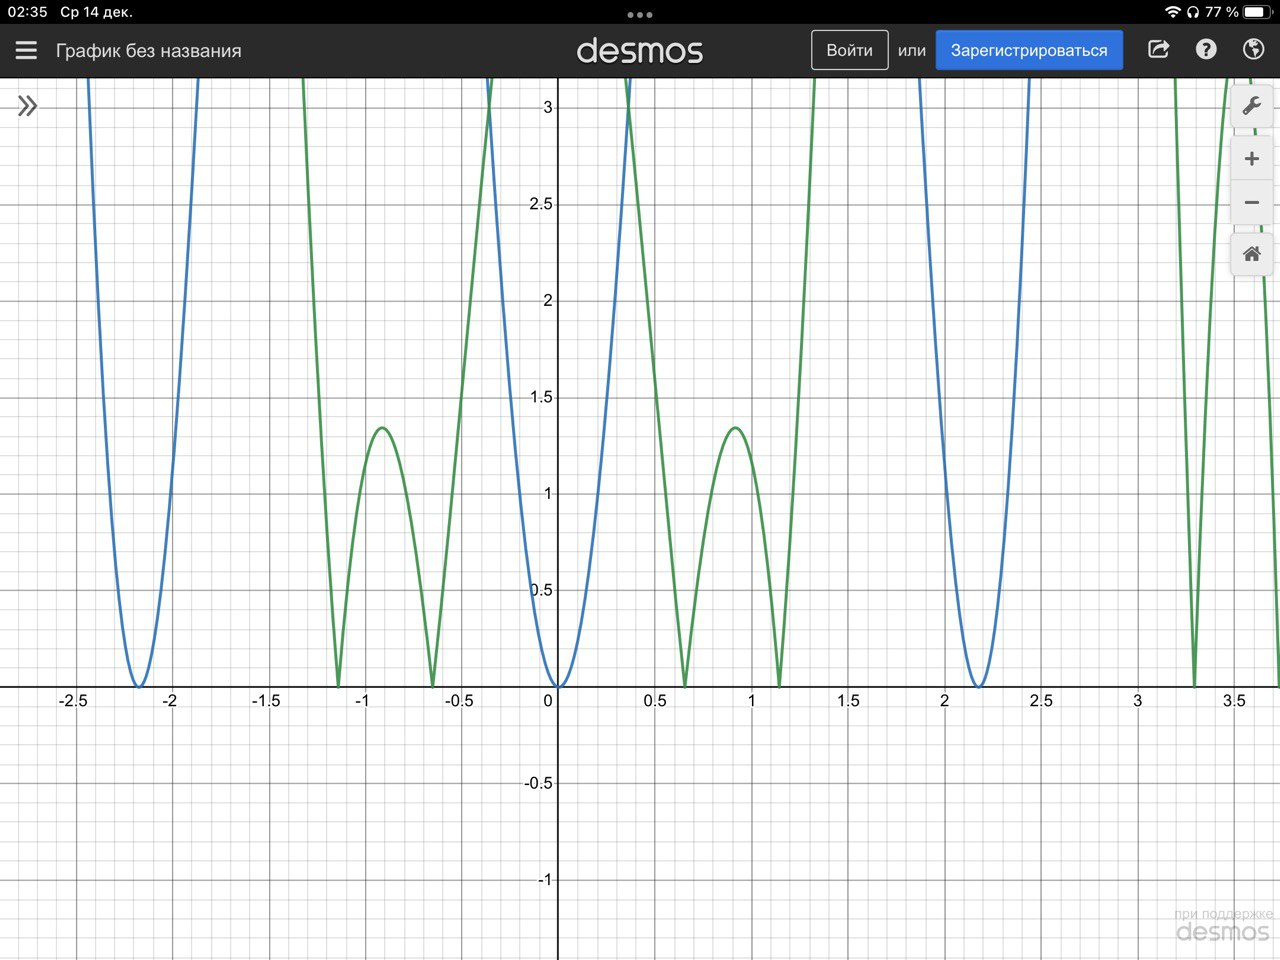 02:35 Ср 14 дек.
77 %
График без названия
desmos
Войти
или
Зарегистрироваться
3
2.5
2
1.5
1
0.5
-2.5 -2 -1.5 -1 -0.5 0 0.5 1 1.5 2 2.5 3 3.5
-0.5
-1
при поддержке
desmos